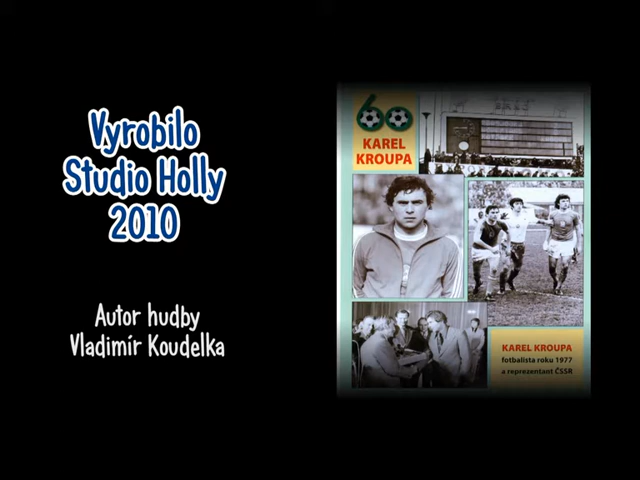 Vyrobilo
Studio Holly
2010
Autor hudby
Vladimír Koudelka
60
KAREL
KROUPA
KAREL KROUPA
fotbalista roku 1977
a reprezentant ČSSR